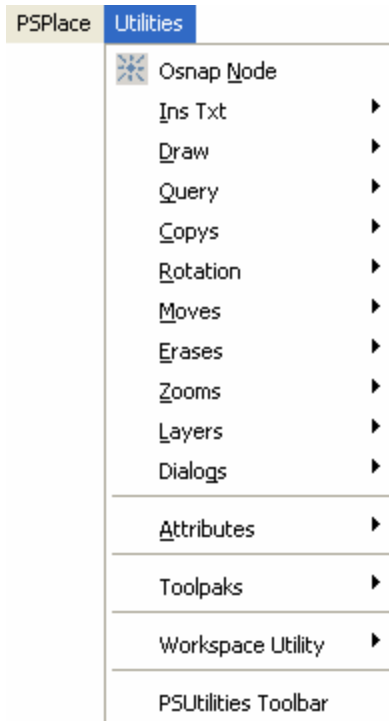 PSPlace Utilities
Osnap Node
Ins Txt
Draw
Query
Copys
Rotation
Moves
Erases
Zooms
Layers
Dialogs
Attributes
Toolpaks
Workspace Utility
PSUtilities Toolbar